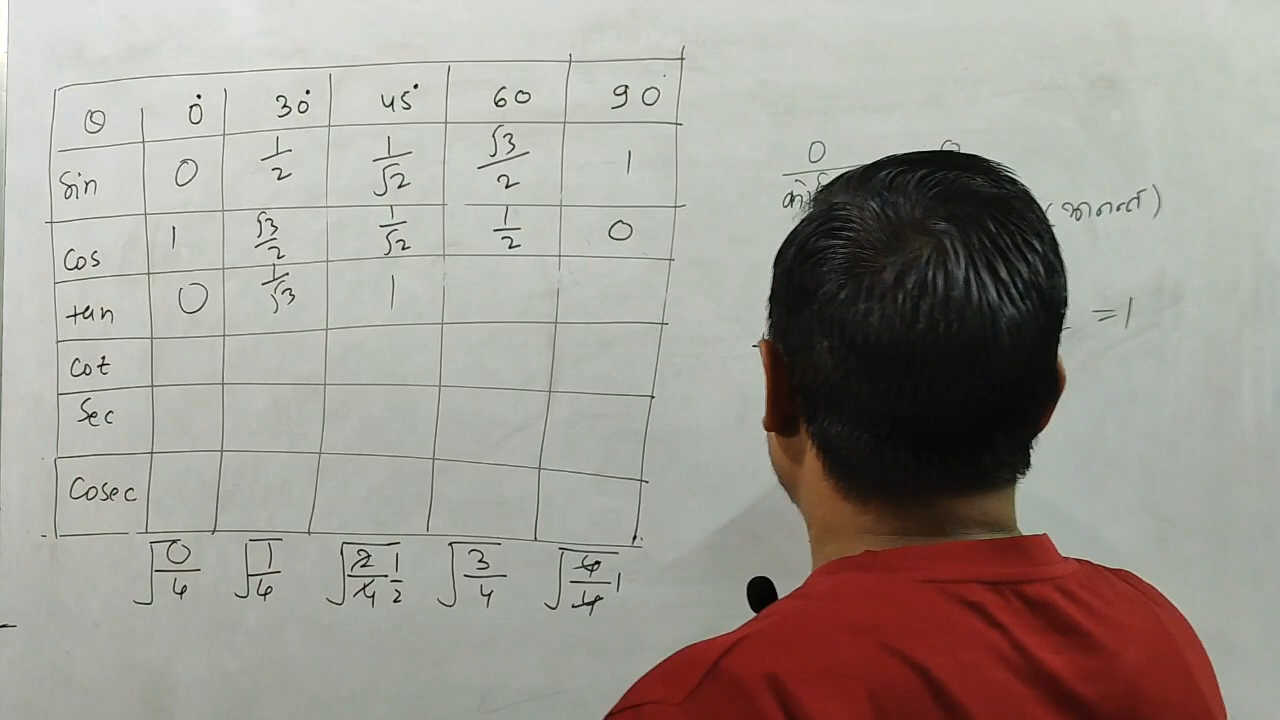 θ 0° 30° 45° 60 90°
Sin 0 1/2 1/√2 √3/2 1
Cos 1 √3/2 1/√2 1/2 0
tan 0 1/√3 1
Cot
Sec
Cosec
√0/4 √1/4 √2/4 1/2 √3/4 √4/4 1
0 0
= 1